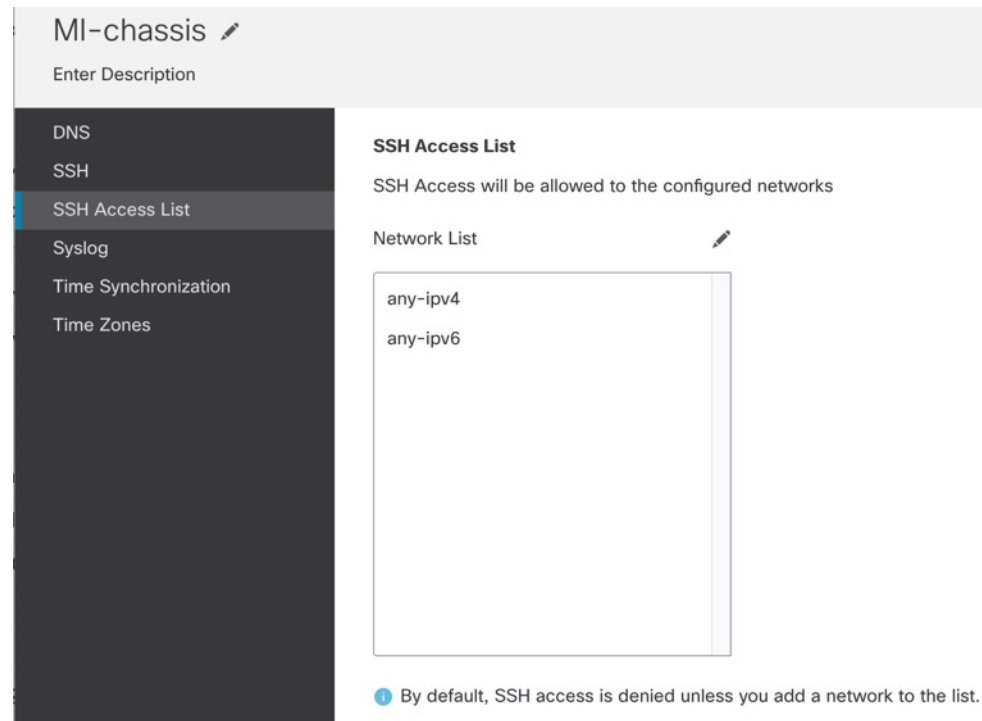 MI-chassis
Enter Description
DNS
SSH
SSH Access List
Syslog
Time Synchronization
Time Zones
SSH Access List
SSH Access will be allowed to the configured networks
Network List
any-ipv4
any-ipv6
By default, SSH access is denied unless you add a network to the list.